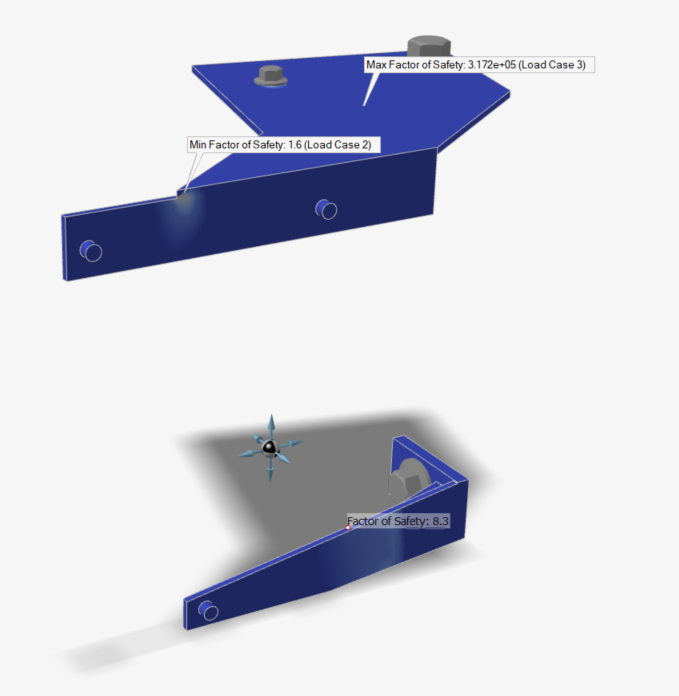 Max Factor of Safety: 3.172e+05 (Load Case 3)
Min Factor of Safety: 1.6 (Load Case 2)
Factor of Safety: 8.3